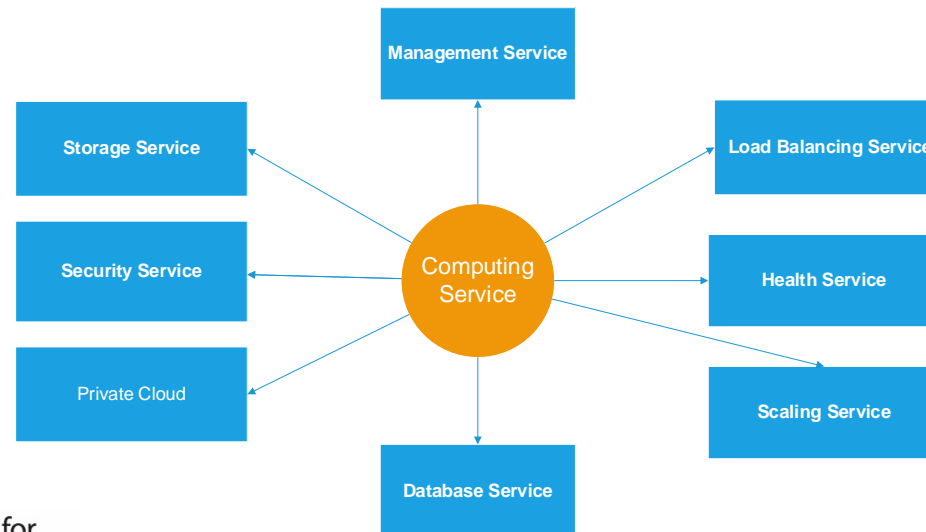 Management Service
Storage Service
Load Balancing Service
Security Service
Computing
Service
Health Service
Private Cloud
Scaling Service
Database Service
for